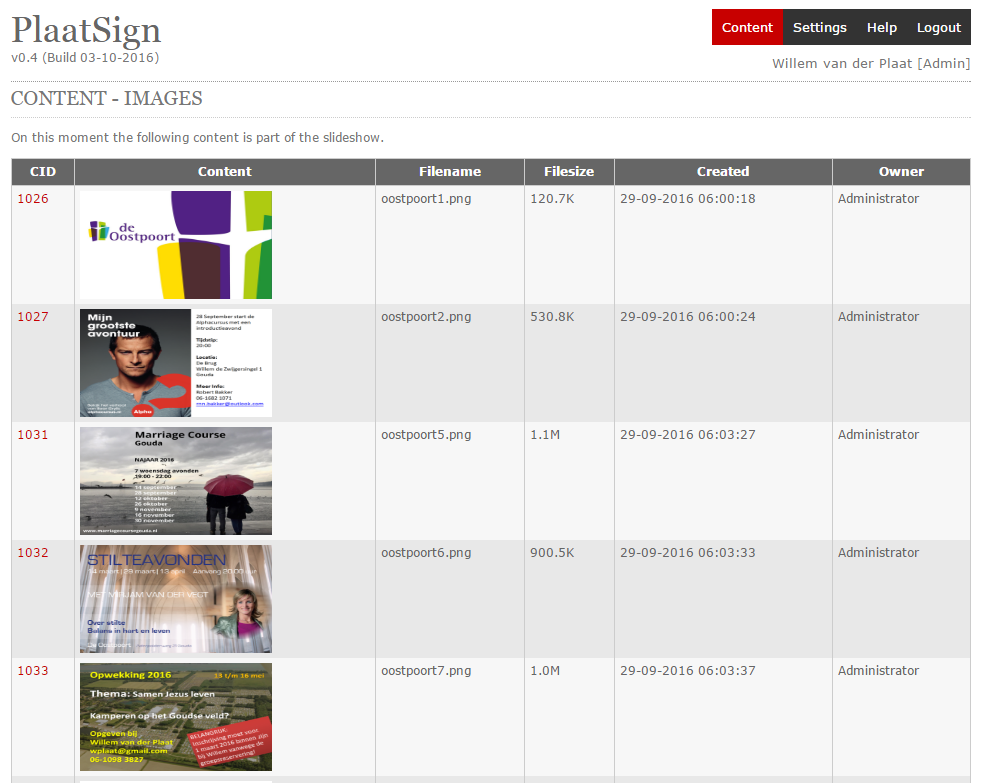 PlaatSign
v0.4 (Build 03-10-2016)
Content Settings Help Logout
Willem van der Plaat [Admin]
CONTENT - IMAGES
On this moment the following content is part of the slideshow.
CID Content Filename Filesize Created Owner
1026 oostpoort1.png 120.7K 29-09-2016 06:00:18 Administrator
de
Oostpoort
1027 oostpoort2.png 530.8K 29-09-2016 06:00:24 Administrator
Mijn
grootste
avontuur
Alpha
28 September start de
Alphacursus met een
introductieavond
Tijdstip:
20:00
Locatie:
De Brug
Willem de Zwijgersingel 1
Gouda
Meer info:
Robert Bakker
06-1682 1071
1031 oostpoort5.png 1.1M 29-09-2016 06:03:27 Administrator
Marriage Course
Gouda
NAJAAR 2016
7 woensdag avonden
19:00 - 22:00
14 september
28 september
12 oktober
26 oktober
9 november
16 november
30 november
www.marriagecoursegouda.nl
1032 oostpoort6.png 900.5K 29-09-2016 06:03:33 Administrator
STILTEAVONDEN
14 maart | 29 maart | 13 april Aanvang 20:00 uur
MET MIRJAM VAN DER VEGT
Over stilte
Balans in hart en leven
De Oostpoort
1033 oostpoort7.png 1.0M 29-09-2016 06:03:37 Administrator
Opwekking 2016 13 t/m 16 mei
Thema: Samen Jezus leven
Kamperen op het Goudse veld?
Opgeven bij
Willem van der Plaat
wplaat@gmail.com
06-1098 3827
BELANGRIJK:
Inschrijving moet voor
1 maart 2016 binnen zijn
bij Willem vanwege de
groepsreservering!